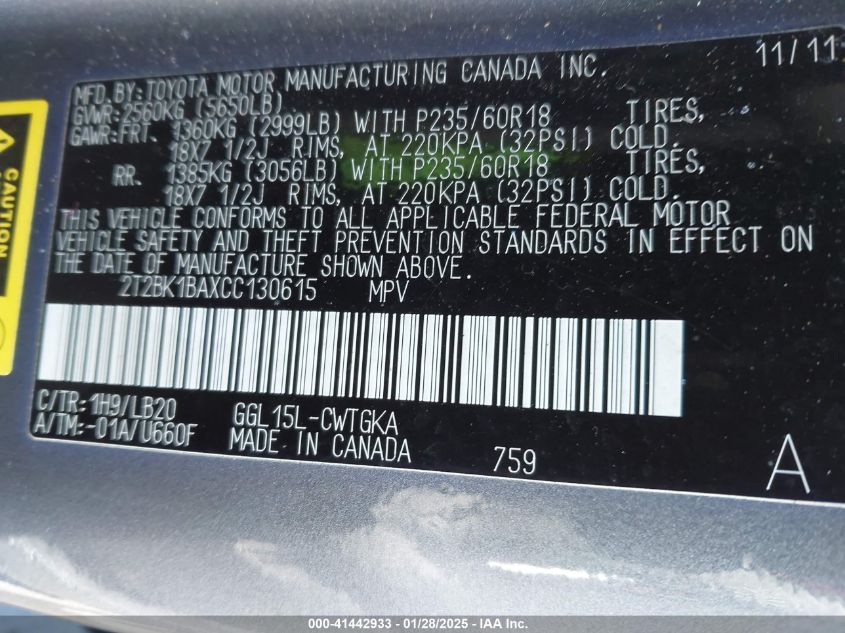 11/11
MFD.BY:TOYOTA MOTOR MANUFACTURING CANADA INC.
GVWR:2560KG (5650LB)
GAWR:FRT. 1360KG (2999LB) WITH P235/60R18 TIRES,
18X7 1/2J RIMS, AT 220KPA (32PSI) COLD.
RR. 1385KG (3056LB) WITH P235/60R18 TIRES,
18X7 1/2J RIMS, AT 220KPA (32PSI) COLD.
THIS VEHICLE CONFORMS TO ALL APPLICABLE FEDERAL MOTOR
VEHICLE SAFETY AND THEFT PREVENTION STANDARDS IN EFFECT ON
THE DATE OF MANUFACTURE SHOWN ABOVE.
2T2BK1BAXCC130615 MPV
C/TR:1H9/LB20 GGL15L-CWTGKA
A/TM:-01A/U660F MADE IN CANADA 759 A
CAUTION
000-41442933 - 01/28/2025 - IAA Inc.